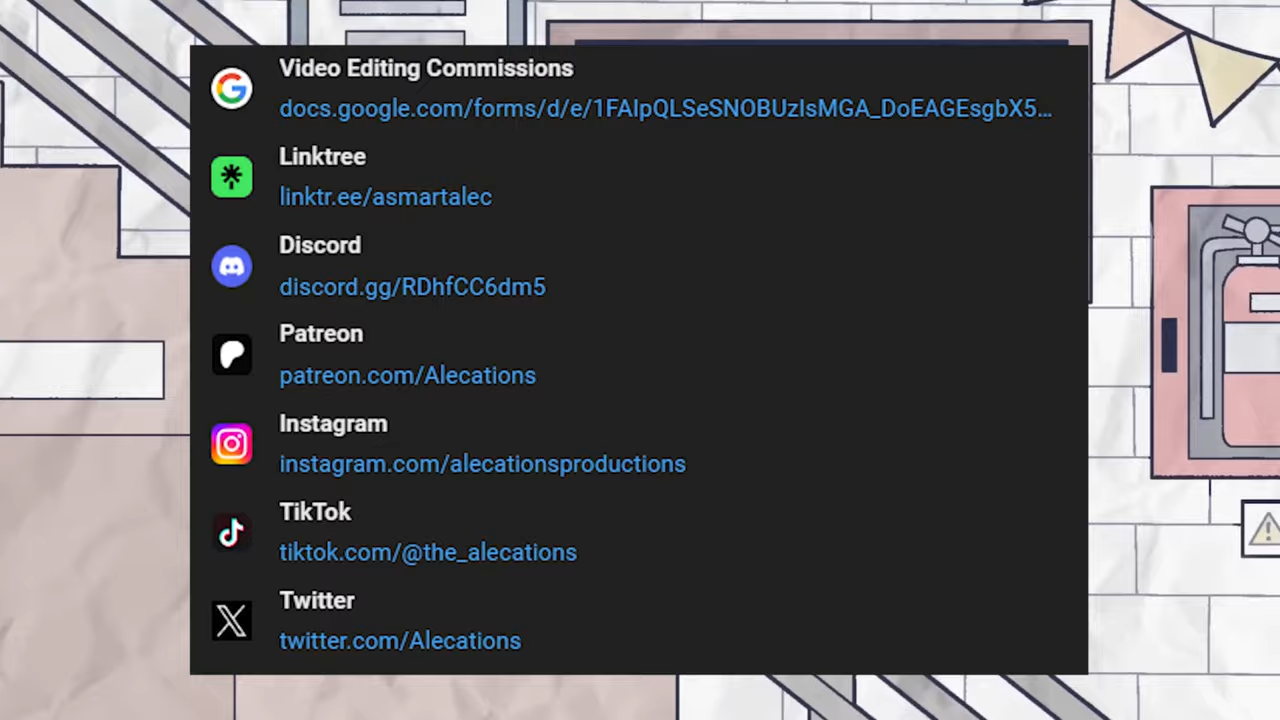 Video Editing Commissions
docs.google.com/forms/d/e/1FAIpQLSeSNOBUzIsMGA_DoEAGEsgbX5...
Linktree
linktr.ee/asmartalec
Discord
discord.gg/RDhfCC6dm5
Patreon
patreon.com/Alecations
Instagram
instagram.com/alecationsproductions
TikTok
tiktok.com/@the_alecations
Twitter
twitter.com/Alecations